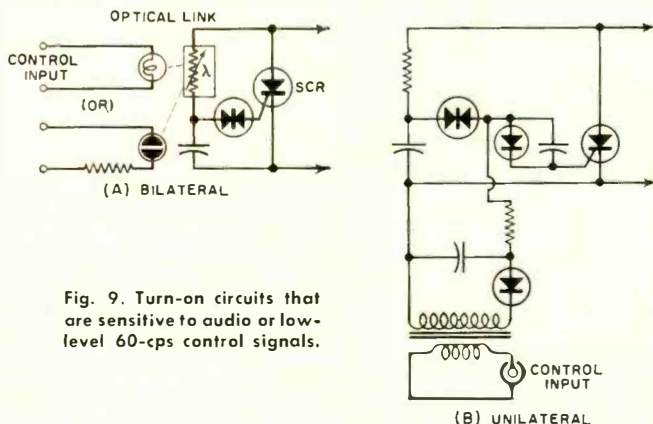 OPTICAL LINK
CONTROL
INPUT
(OR)
λ
SCR
(A) BILATERAL
Fig. 9. Turn-on circuits that
are sensitive to audio or low-
level 60-cps control signals.
CONTROL
INPUT
(B) UNILATERAL